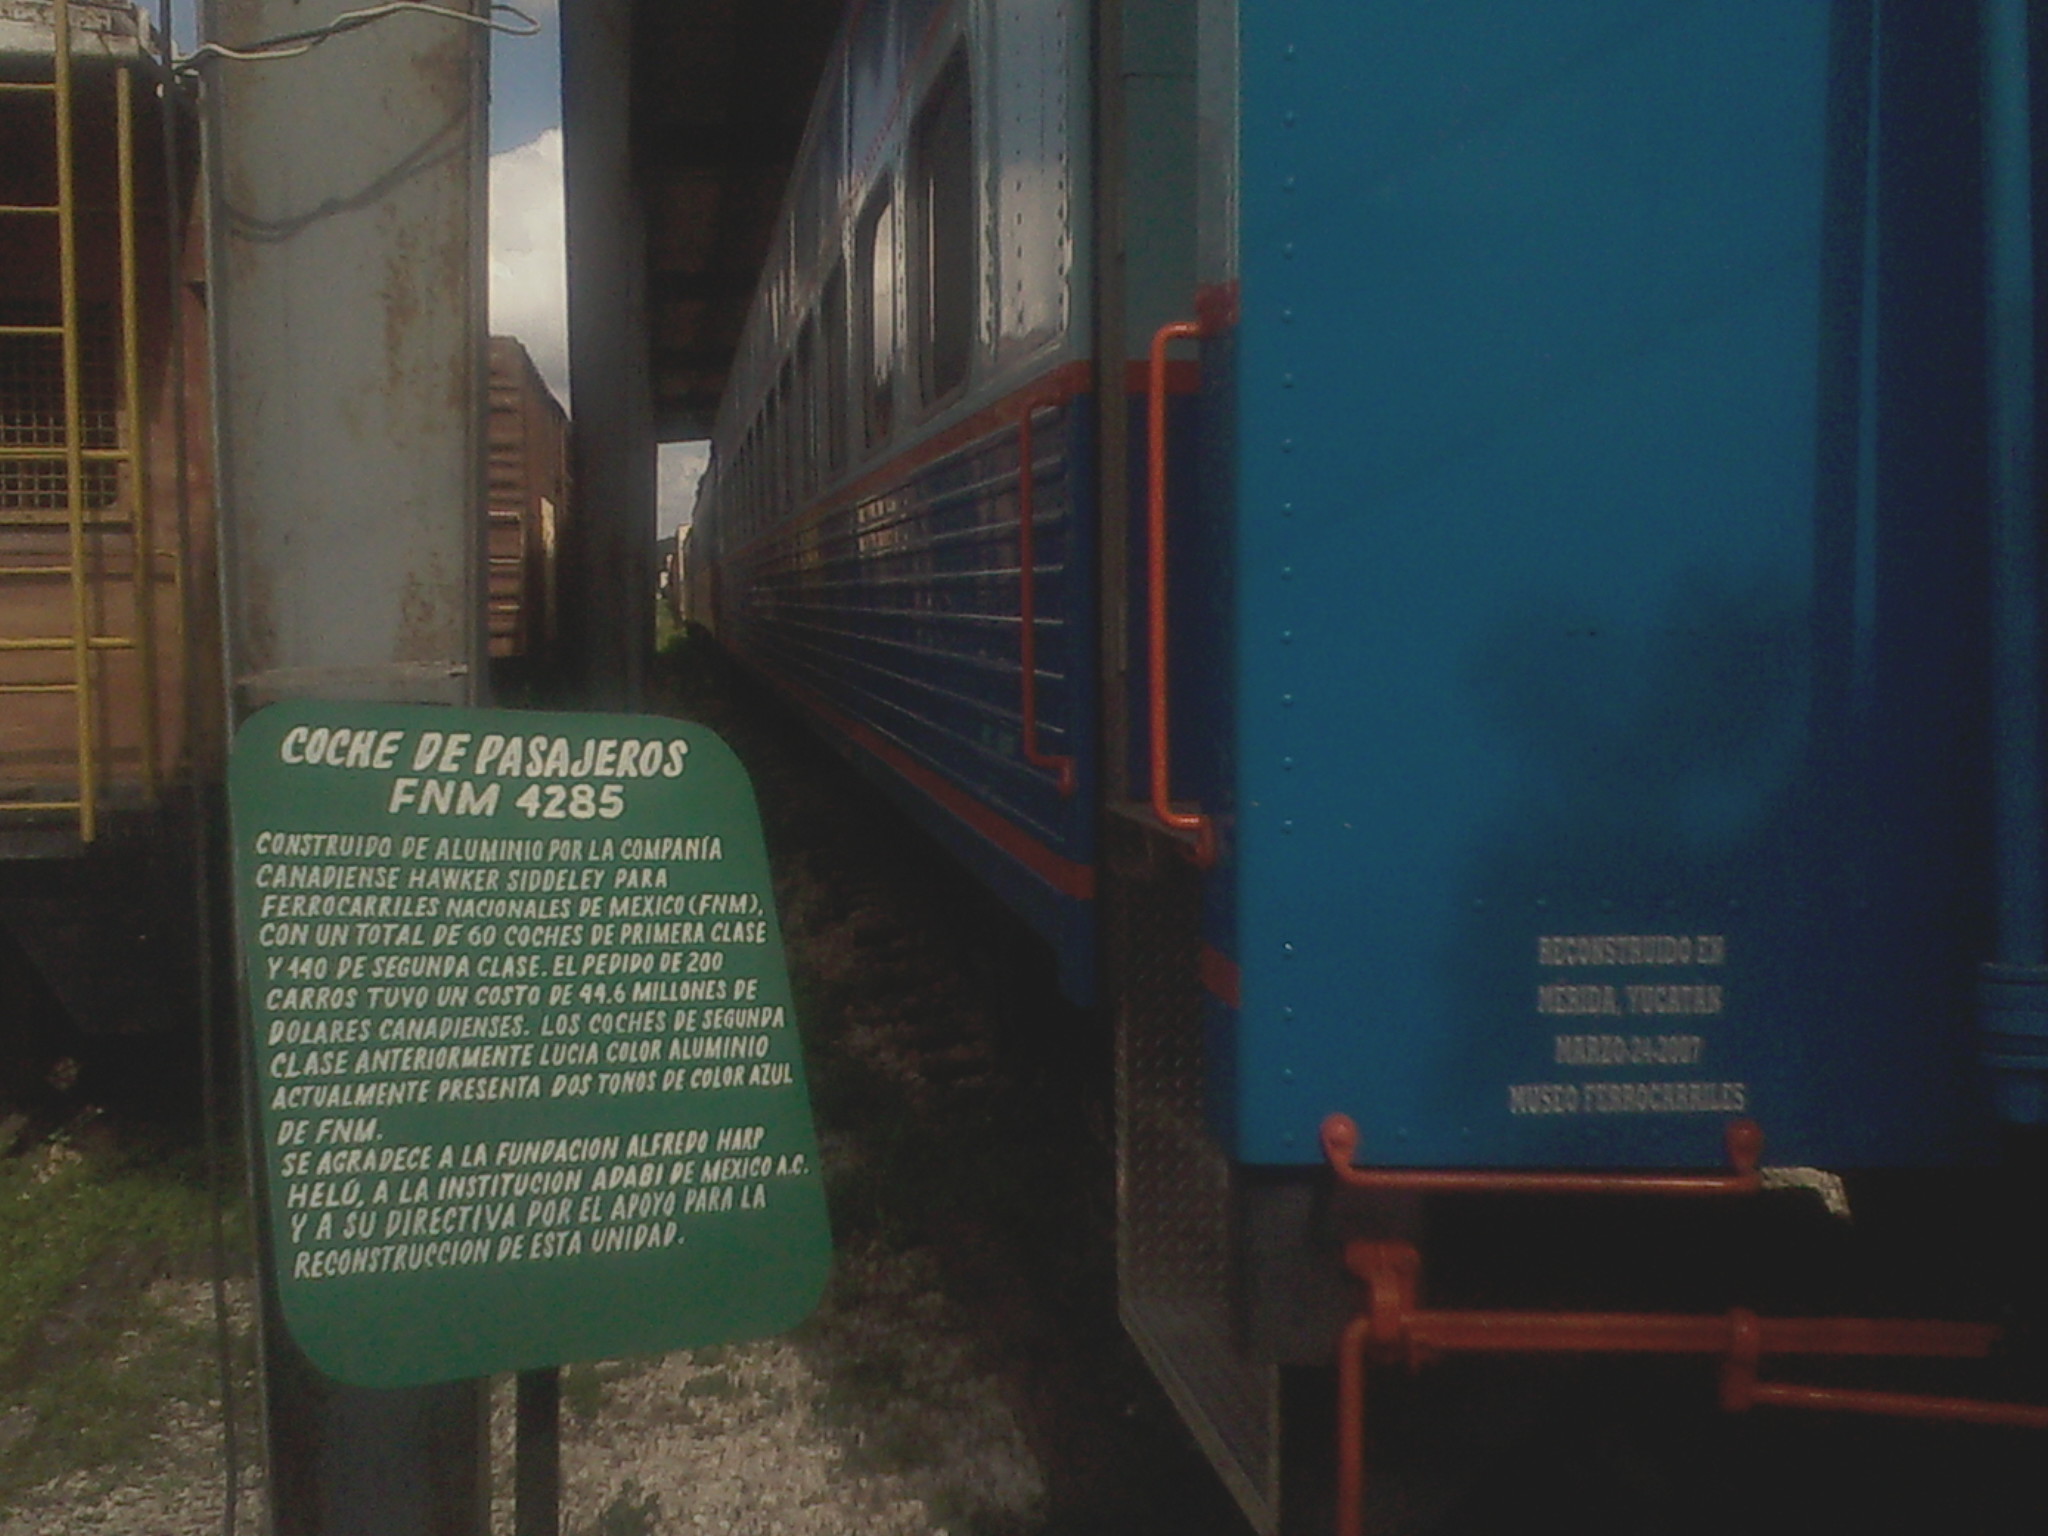 COCHE DE PASAJEROS
FNM 4285
CONSTRUIDO DE ALUMINIO POR LA COMPANÍA
CANADIENSE HAWKER SIDDELEY PARA
FERROCARRILES NACIONALES DE MEXICO (FNM),
CON UN TOTAL DE 60 COCHES DE PRIMERA CLASE
Y 140 DE SEGUNDA CLASE. EL PEDIDO DE 200
CARROS TUVO UN COSTO DE 44.6 MILLONES DE
DOLARES CANADIENSES. LOS COCHES DE SEGUNDA
CLASE ANTERIORMENTE LUCIA COLOR ALUMINIO
ACTUALMENTE PRESENTA DOS TONOS DE COLOR AZUL
DE FNM.
SE AGRADECE A LA FUNDACION ALFREDO HARP
HELÚ, A LA INSTITUCION ADABI DE MEXICO A.C.
Y A SU DIRECTIVA POR EL APOYO PARA LA
RECONSTRUCCION DE ESTA UNIDAD.
RECONSTRUIDO EN
MÉRIDA, YUCATAN
MARZO-24-2007
MUSEO FERROCARRILES